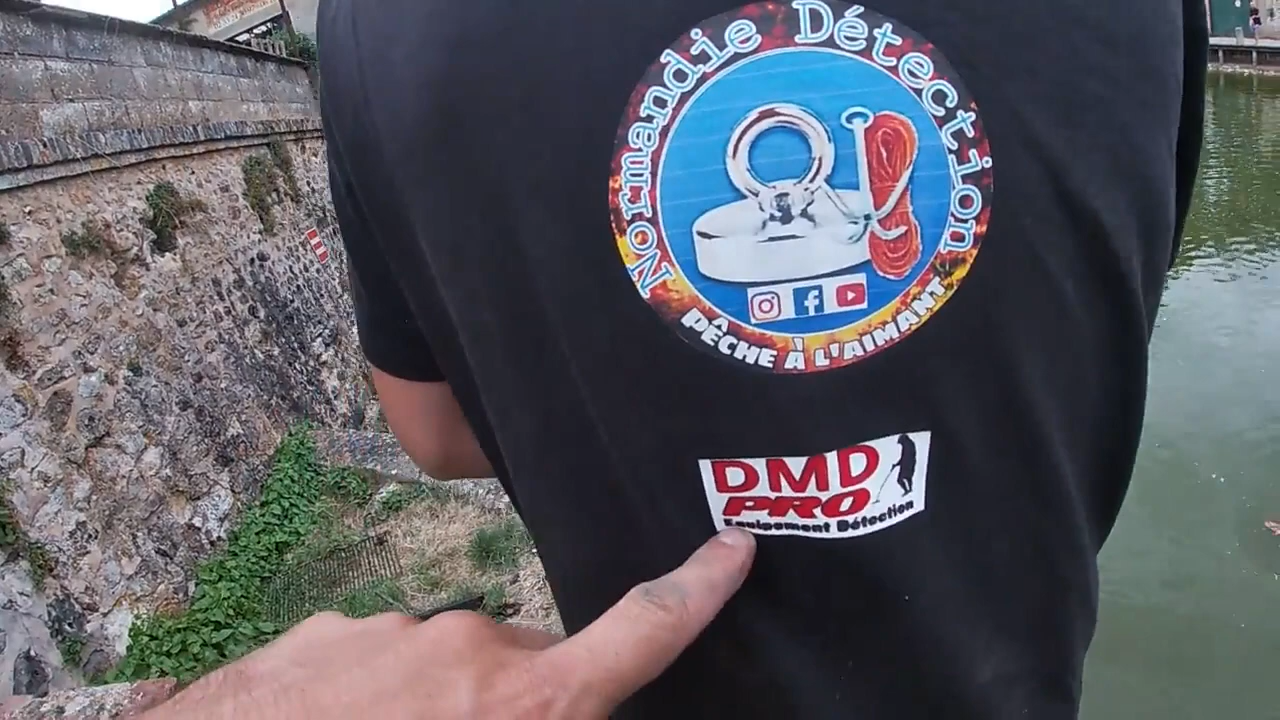 Normandie Détection
PÊCHE À L'AIMANT
DMD
PRO
Equipement Détection